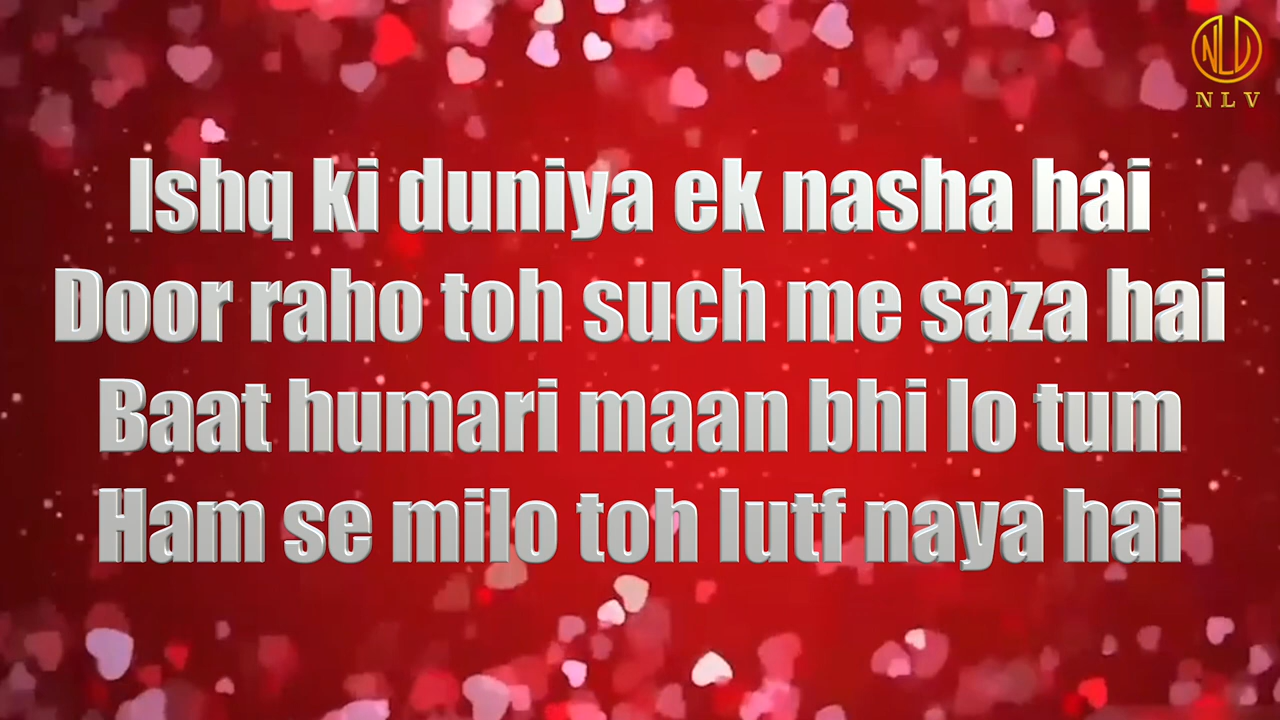 NLV
NLV
Ishq ki duniya ek nasha hai
Door raho toh such me saza hai
Baat humari maan bhi lo tum
Ham se milo toh lutf naya hai